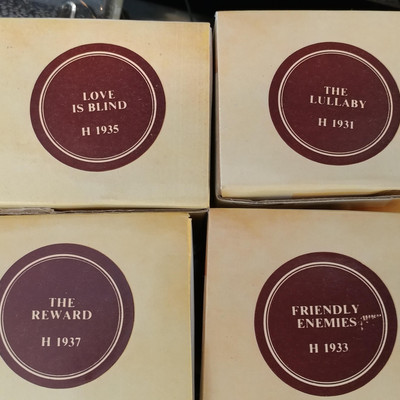 LOVE
IS BLIND
H 1935
THE
LULLABY
H 1931
THE
REWARD
H 1937
FRIENDLY
ENEMIES
H 1933